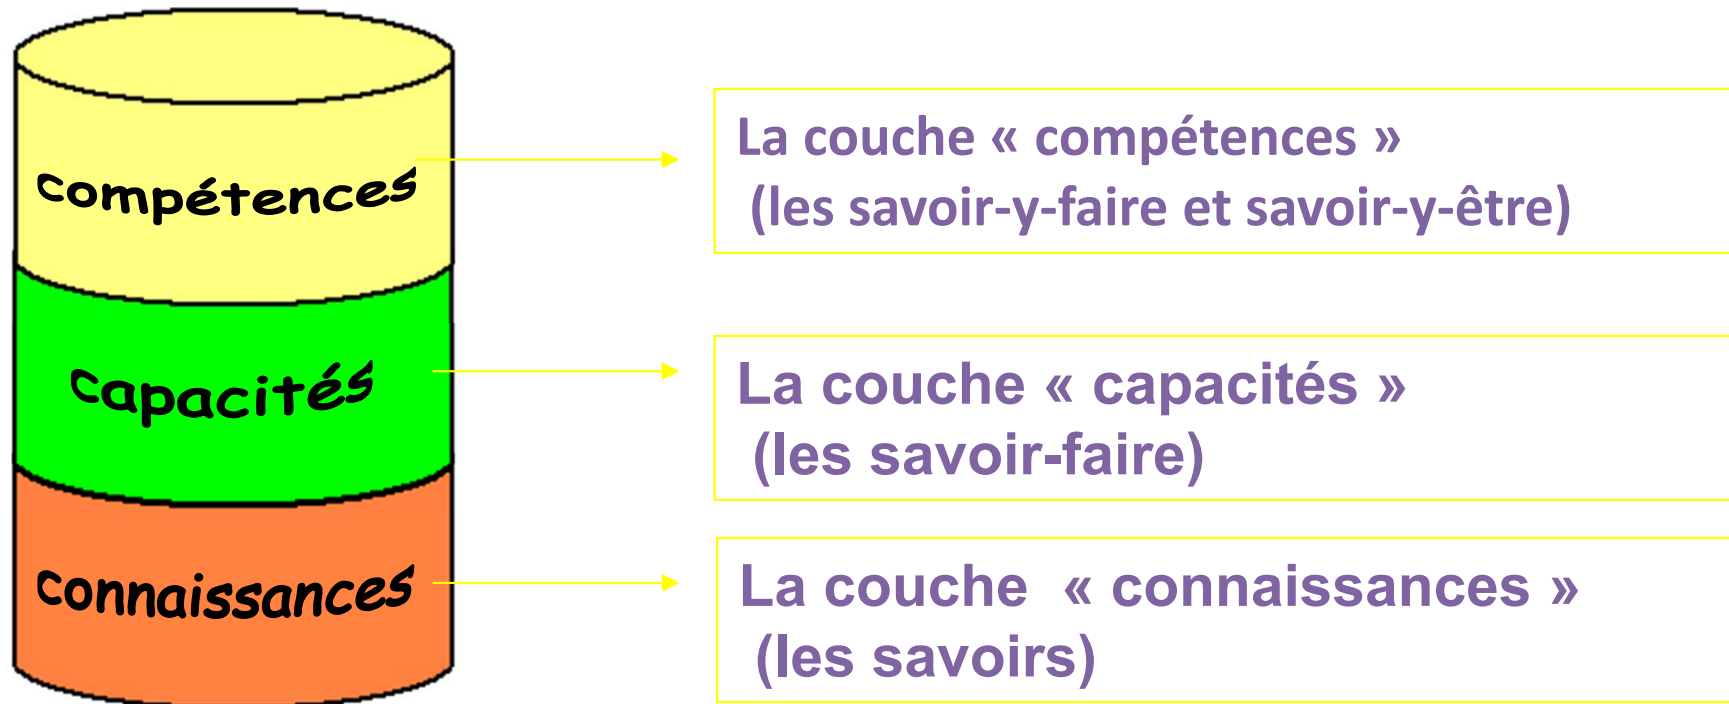 compétences
La couche « compétences »
(les savoir-y-faire et savoir-y-être)
capacités
La couche « capacités »
(les savoir-faire)
connaissances
La couche « connaissances »
(les savoirs)